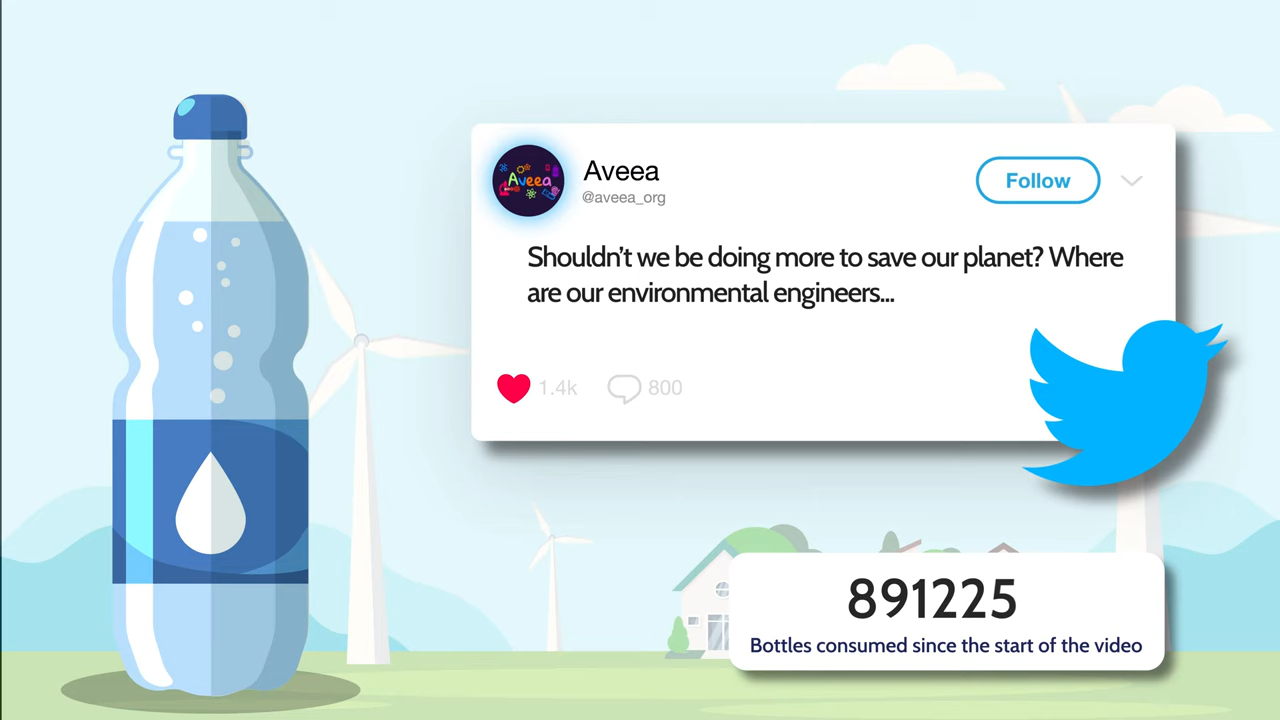 Aveea
Aveea
@aveea_org
Follow
Shouldn't we be doing more to save our planet? Where
are our environmental engineers...
1.4k
800
891225
Bottles consumed since the start of the video